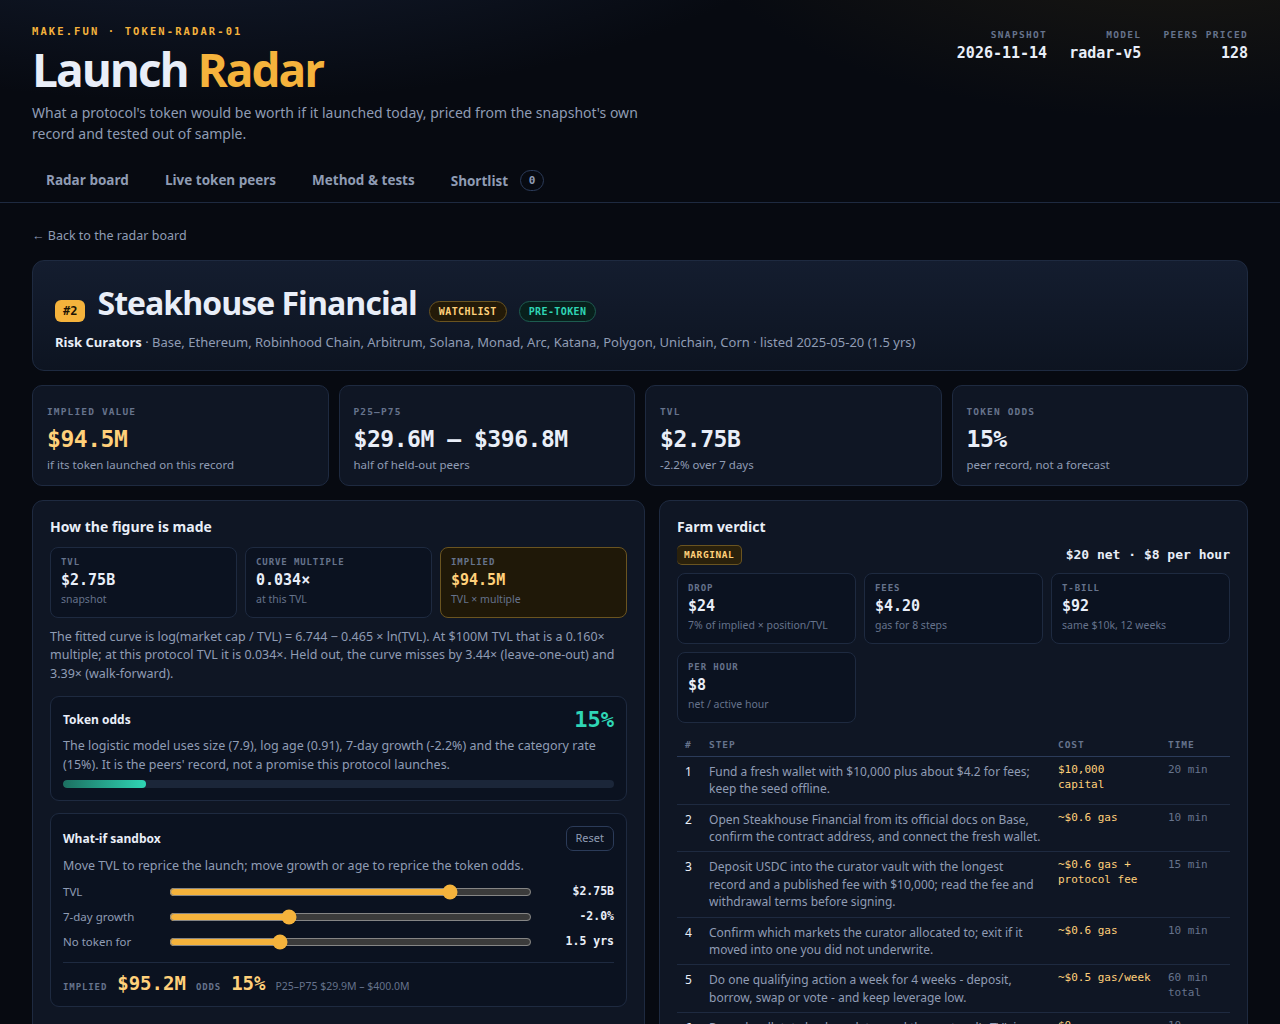 MAKE.FUN · TOKEN-RADAR-01
Launch Radar
What a protocol's token would be worth if it launched today, priced from the snapshot's own
record and tested out of sample.
SNAPSHOT
2026-11-14
MODEL
radar-v5
PEERS PRICED
128
Radar board
Live token peers
Method & tests
Shortlist 0
← Back to the radar board
#2 Steakhouse Financial WATCHLIST PRE-TOKEN
Risk Curators · Base, Ethereum, Robinhood Chain, Arbitrum, Solana, Monad, Arc, Katana, Polygon, Unichain, Corn · listed 2025-05-20 (1.5 yrs)
IMPLIED VALUE
$94.5M
if its token launched on this record
P25–P75
$29.6M – $396.8M
half of held-out peers
TVL
$2.75B
-2.2% over 7 days
TOKEN ODDS
15%
peer record, not a forecast
How the figure is made
TVL
$2.75B
snapshot
CURVE MULTIPLE
0.034×
at this TVL
IMPLIED
$94.5M
TVL × multiple
The fitted curve is log(market cap / TVL) = 6.744 − 0.465 × ln(TVL). At $100M TVL that is a 0.160×
multiple; at this protocol TVL it is 0.034×. Held out, the curve misses by 3.44× (leave-one-out) and
3.39× (walk-forward).
Token odds 15%
The logistic model uses size (7.9), log age (0.91), 7-day growth (-2.2%) and the category rate
(15%). It is the peers' record, not a promise this protocol launches.
What-if sandbox Reset
Move TVL to reprice the launch; move growth or age to reprice the token odds.
TVL $2.75B
7-day growth -2.0%
No token for 1.5 yrs
IMPLIED $95.2M ODDS 15% P25–P75 $29.9M – $400.0M
Farm verdict
MARGINAL $20 net · $8 per hour
DROP
$24
7% of implied × position/TVL
FEES
$4.20
gas for 8 steps
T-BILL
$92
same $10k, 12 weeks
PER HOUR
$8
net / active hour
# STEP COST TIME
1 Fund a fresh wallet with $10,000 plus about $4.2 for fees; $10,000 20 min
keep the seed offline. capital
2 Open Steakhouse Financial from its official docs on Base, ~$0.6 gas 10 min
confirm the contract address, and connect the fresh wallet.
3 Deposit USDC into the curator vault with the longest ~$0.6 gas + 15 min
record and a published fee with $10,000; read the fee and protocol fee
withdrawal terms before signing.
4 Confirm which markets the curator allocated to; exit if it ~$0.6 gas 10 min
moved into one you did not underwrite.
5 Do one qualifying action a week for 4 weeks - deposit, ~$0.5 gas/week 60 min
borrow, swap or vote - and keep leverage low. total